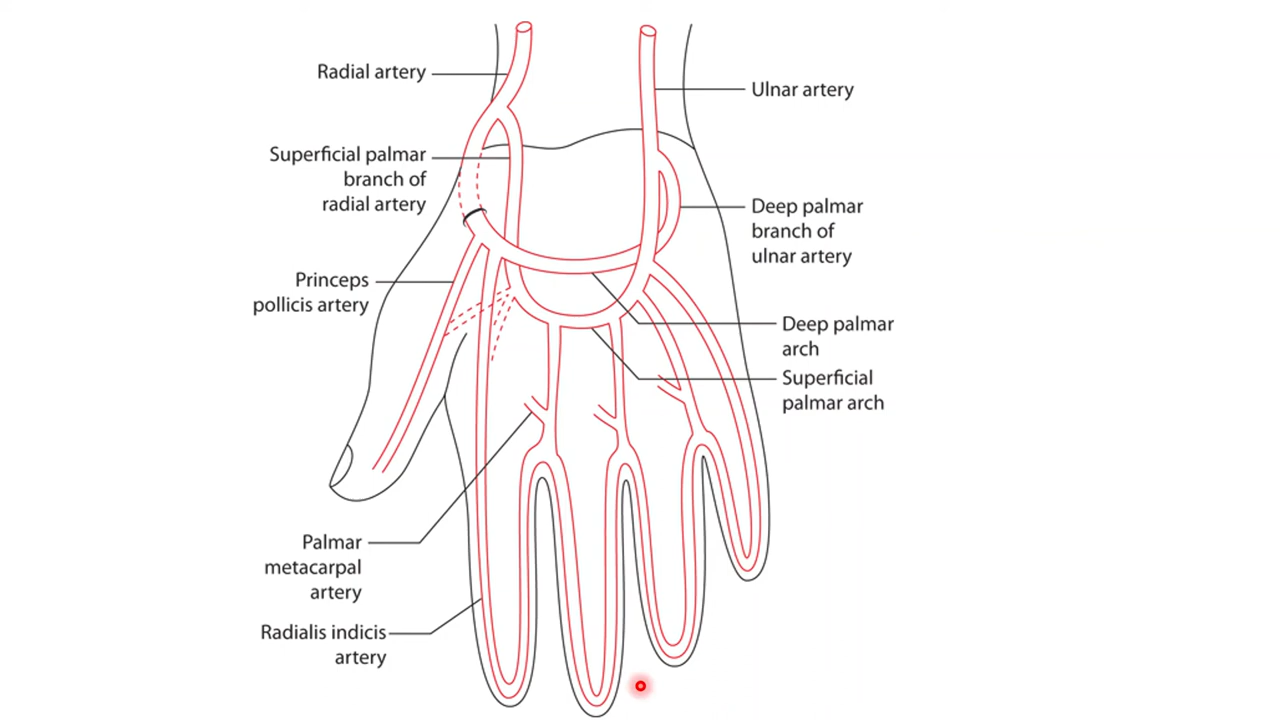 Radial artery
Superficial palmar
branch of
radial artery
Princeps
pollicis artery
Palmar
metacarpal
artery
Radialis indicis
artery
Ulnar artery
Deep palmar
branch of
ulnar artery
Deep palmar
arch
Superficial
palmar arch